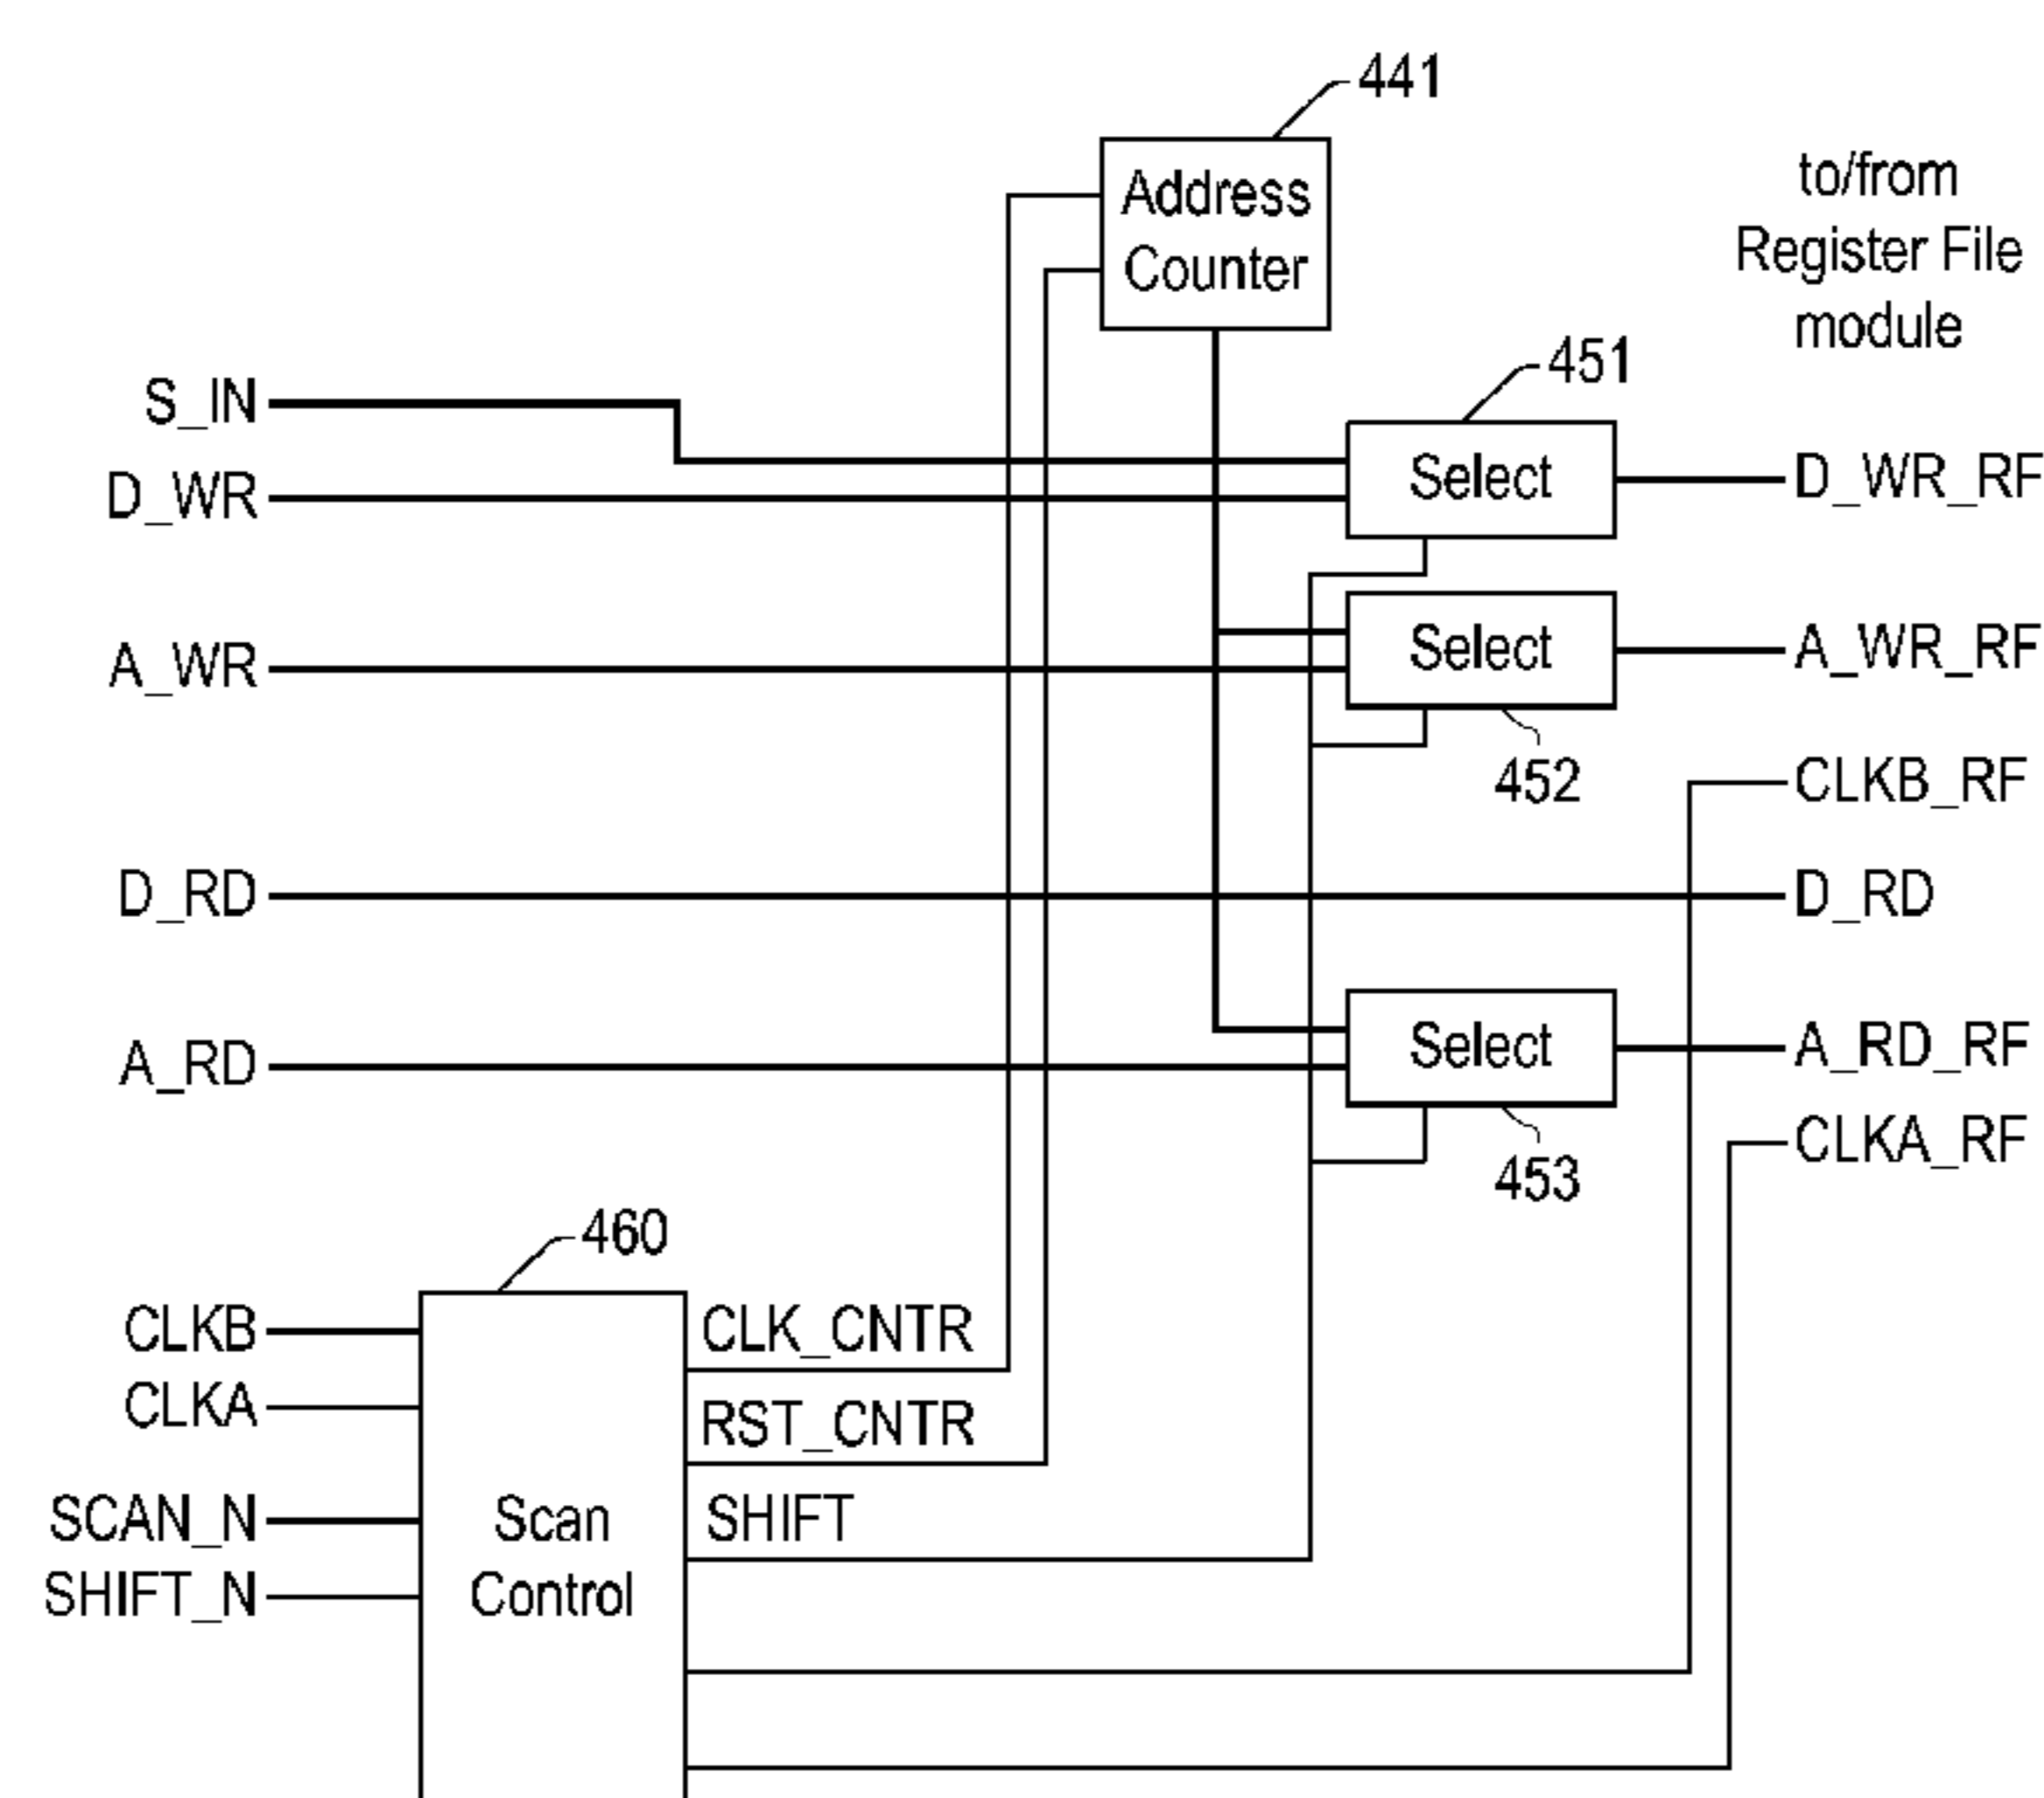 441
Address
Counter
to/from
Register File
module
451
S_IN
D_WR
Select
D_WR_RF
A_WR
Select
A_WR_RF
452
CLKB_RF
D_RD
D_RD
A_RD
Select
A_RD_RF
453
CLKA_RF
460
CLKB
CLKA
SCAN_N
SHIFT_N
Scan
Control
CLK_CNTR
RST_CNTR
SHIFT